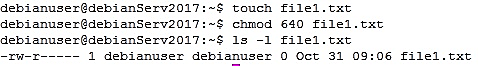 debianuser@debianServ2017:~$ touch file1.txt
debianuser@debianServ2017:~$ chmod 640 file1.txt
debianuser@debianServ2017:~$ ls -l file1.txt
-rw-r----- 1 debianuser debianuser 0 Oct 31 09:06 file1.txt